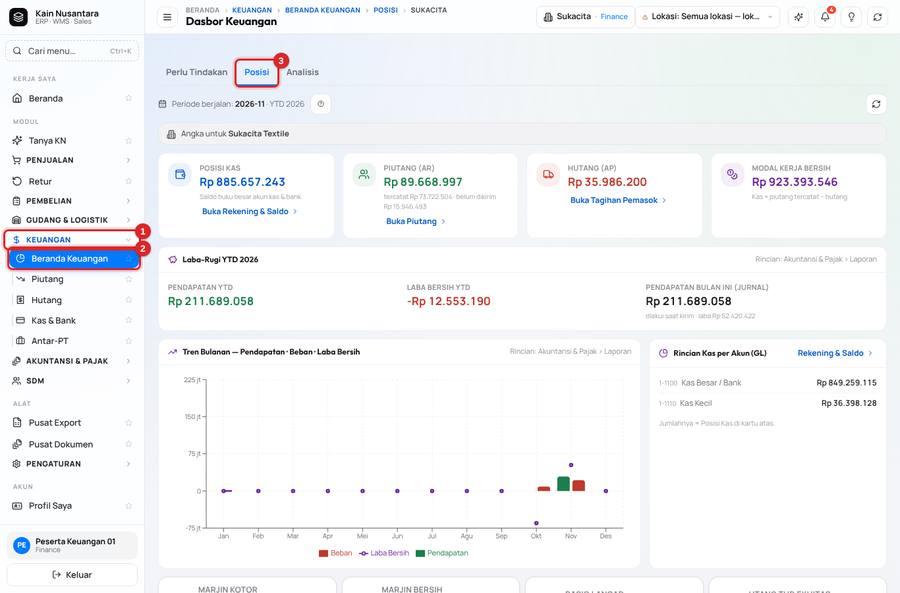 Kain Nusantara
ERP · WMS · Sales
Cari menu... Ctrl+K
KERJA SAYA
Beranda
MODUL
Tanya KN
PENJUALAN
Retur
PEMBELIAN
GUDANG & LOGISTIK
KEUANGAN
1
Beranda Keuangan
2
Piutang
Hutang
Kas & Bank
Antar-PT
AKUNTANSI & PAJAK
SDM
ALAT
Pusat Export
Pusat Dokumen
PENGATURAN
AKUN
Profil Saya
PE
Peserta Keuangan 01
Finance
Keluar
BERANDA › KEUANGAN › BERANDA KEUANGAN › POSISI › SUKACITA
Dasbor Keuangan
Sukacita · Finance
Lokasi: Semua lokasi — lok...
4
Perlu Tindakan
Posisi
3
Analisis
Periode berjalan: 2026-11 · YTD 2026
Angka untuk Sukacita Textile
POSISI KAS
Rp 885.657.243
Saldo buku besar akun kas & bank
Buka Rekening & Saldo
PIUTANG (AR)
Rp 89.668.997
tercatat Rp 73.722.504 · belum dikirim
Rp 15.946.493
Buka Piutang
HUTANG (AP)
Rp 35.986.200
Buka Tagihan Pemasok
MODAL KERJA BERSIH
Rp 923.393.546
Kas + piutang tercatat − hutang
Laba-Rugi YTD 2026
Rincian: Akuntansi & Pajak › Laporan
PENDAPATAN YTD
Rp 211.689.058
LABA BERSIH YTD
-Rp 12.553.190
PENDAPATAN BULAN INI (JURNAL)
Rp 211.689.058
diakui saat kirim · laba Rp 52.420.422
Tren Bulanan — Pendapatan · Beban · Laba Bersih
Rincian: Akuntansi & Pajak › Laporan
225 jt
150 jt
75 jt
0
-75 jt
Jan Feb Mar Apr Mei Jun Jul Agu Sep Okt Nov Des
Beban Laba Bersih Pendapatan
Rincian Kas per Akun (GL)
Rekening & Saldo
1-1100 Kas Besar / Bank Rp 849.259.115
1-1110 Kas Kecil Rp 36.398.128
Jumlahnya = Posisi Kas di kartu atas.
MARJIN KOTOR
MARJIN BERSIH